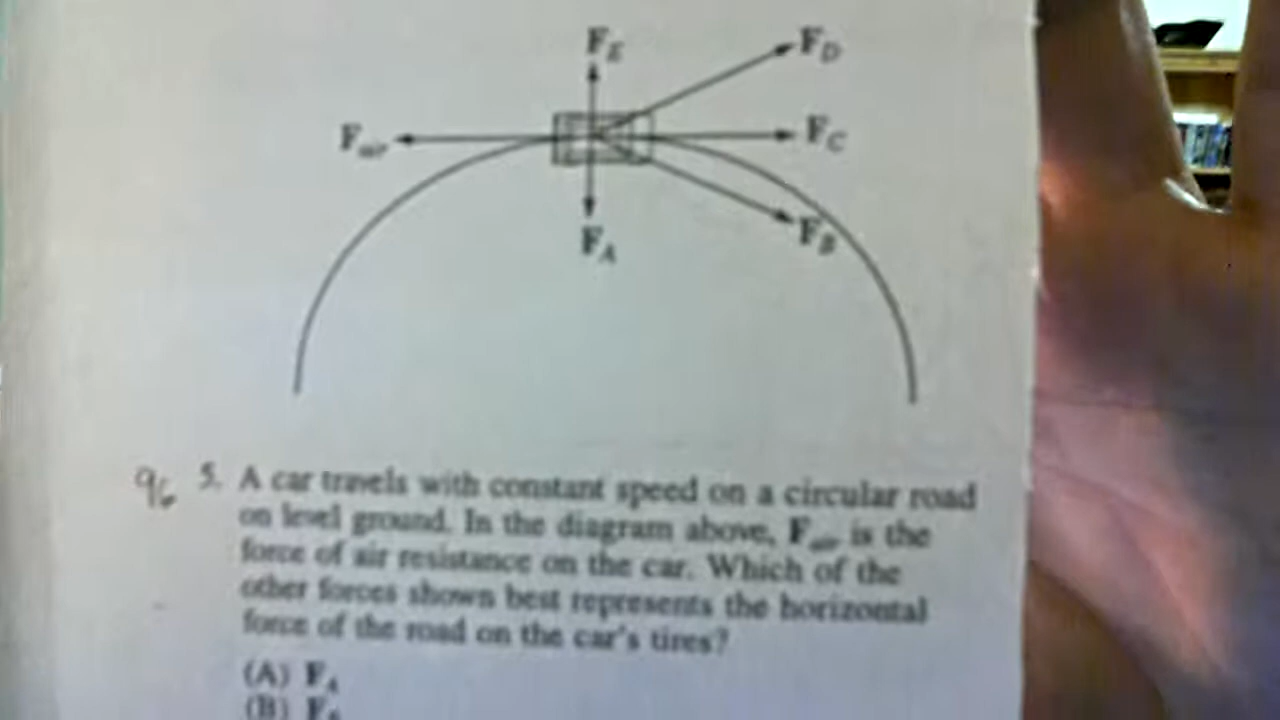 F_E
F_D
F_air
F_C
F_B
F_A
96
5. A car travels with constant speed on a circular road
on level ground. In the diagram above, F_air is the
force of air resistance on the car. Which of the
other forces shown best represents the horizontal
force of the road on the car's tires?
(A) F_A
(B) F_B